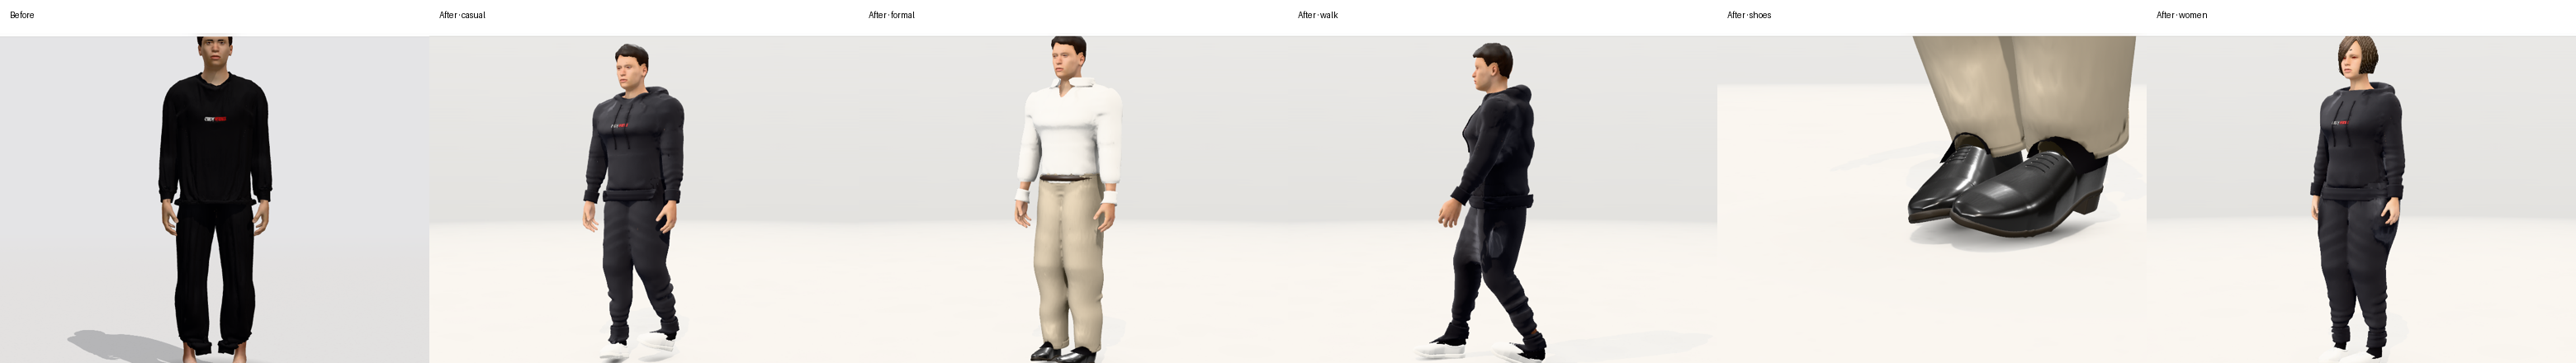 Before
After · casual
After · formal
After · walk
After · shoes
After · women